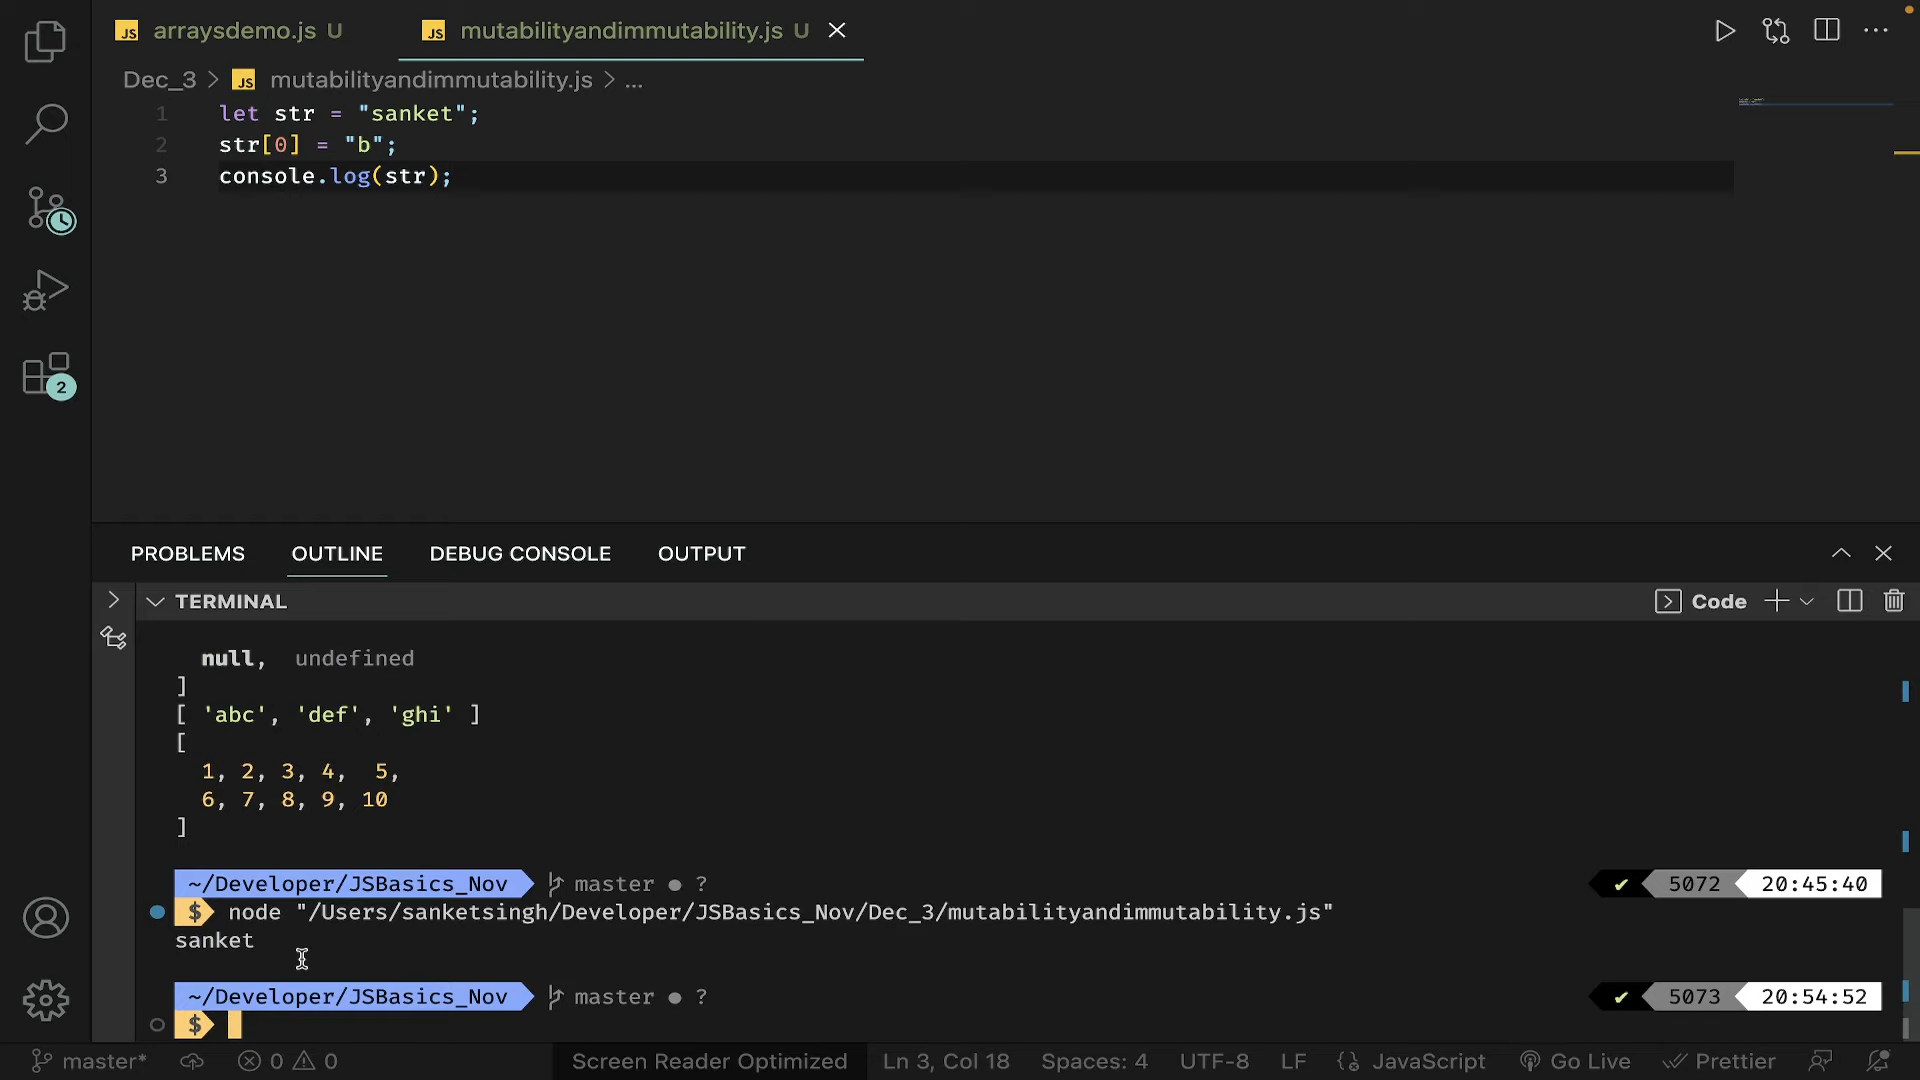 JS arraysdemo.js U JS mutabilityandimmutability.js U
Dec_3 > JS mutabilityandimmutability.js > ...
1 let str = "sanket";
2 str[0] = "b";
3 console.log(str);
2
PROBLEMS OUTLINE DEBUG CONSOLE OUTPUT
TERMINAL Code
null, undefined
]
[ 'abc', 'def', 'ghi' ]
[
1, 2, 3, 4, 5,
6, 7, 8, 9, 10
]
~/Developer/JSBasics_Nov master ● ? ✔ 5072 20:45:40
$ node "/Users/sanketsingh/Developer/JSBasics_Nov/Dec_3/mutabilityandimmutability.js"
sanket
~/Developer/JSBasics_Nov master ● ? ✔ 5073 20:54:52
$
master* 0 0 Screen Reader Optimized Ln 3, Col 18 Spaces: 4 UTF-8 LF {} JavaScript Go Live Prettier